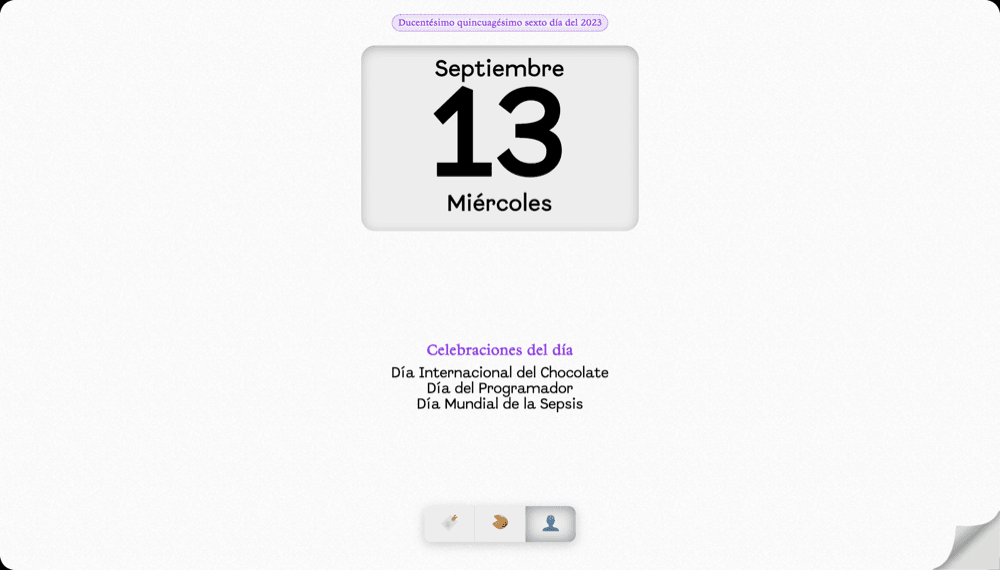 Ducentésimo quincuagésimo sexto día del 2023
Septiembre
13
Miércoles
Celebraciones del día
Día Internacional del Chocolate
Día del Programador
Día Mundial de la Sepsis